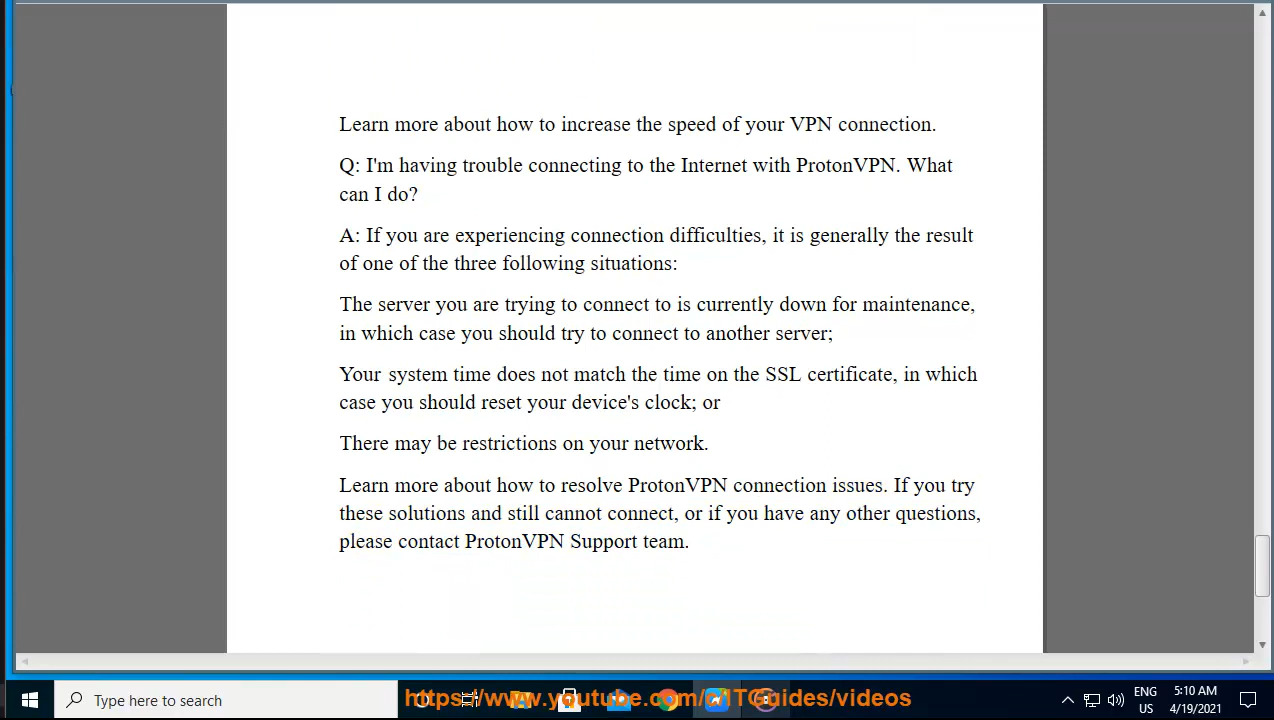 Learn more about how to increase the speed of your VPN connection.
Q: I'm having trouble connecting to the Internet with ProtonVPN. What
can I do?
A: If you are experiencing connection difficulties, it is generally the result
of one of the three following situations:
The server you are trying to connect to is currently down for maintenance,
in which case you should try to connect to another server;
Your system time does not match the time on the SSL certificate, in which
case you should reset your device's clock; or
There may be restrictions on your network.
Learn more about how to resolve ProtonVPN connection issues. If you try
these solutions and still cannot connect, or if you have any other questions,
please contact ProtonVPN Support team.
Type here to search
https://www.youtube.com/c/ITGuides/videos
ENG
US
5:10 AM
4/19/2021